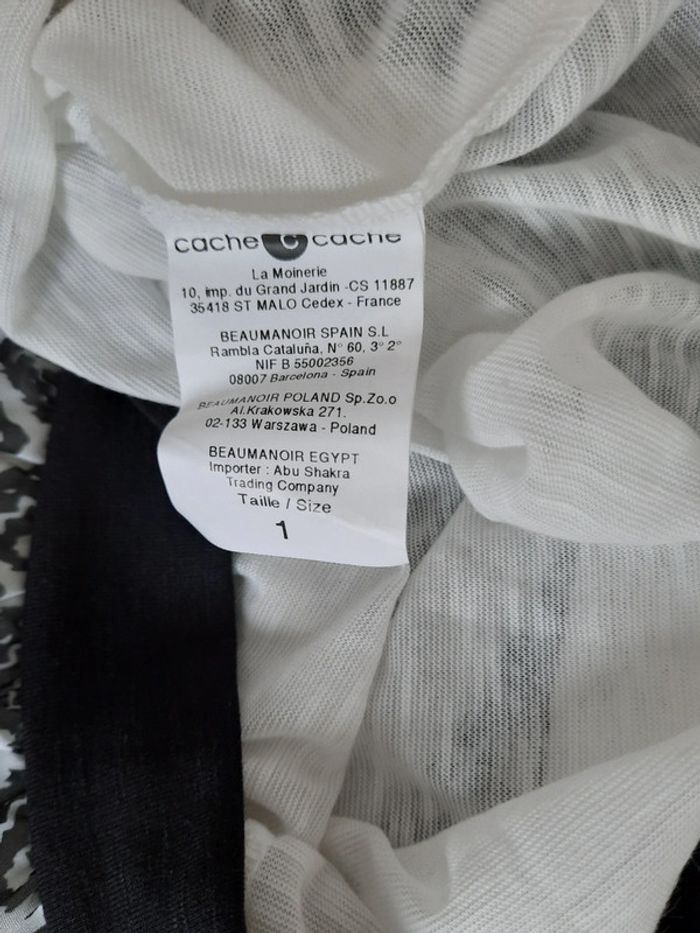 cache C cache
La Moinerie
10, imp. du Grand Jardin -CS 11887
35418 ST MALO Cedex - France
BEAUMANOIR SPAIN S.L
Rambla Cataluña, N° 60, 3° 2°
NIF B 55002356
08007 Barcelona - Spain
BEAUMANOIR POLAND Sp.Zo.o
Al.Krakowska 271.
02-133 Warszawa - Poland
BEAUMANOIR EGYPT
Importer : Abu Shakra
Trading Company
Taille / Size
1